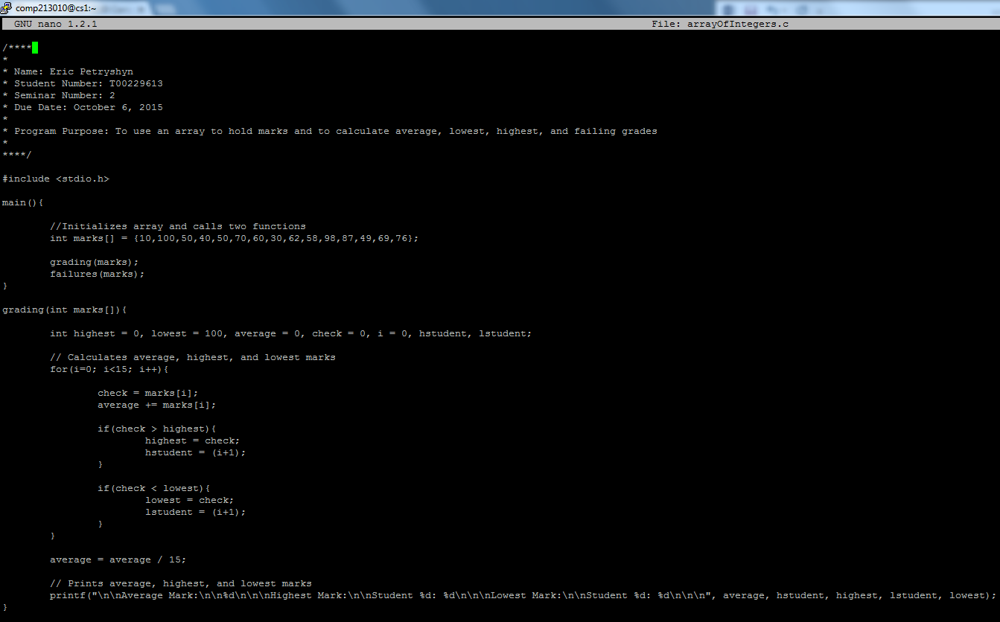 comp213010@cs1:~
GNU nano 1.2.1 File: arrayOfIntegers.c
/****
*
* Name: Eric Petryshyn
* Student Number: T00229613
* Seminar Number: 2
* Due Date: October 6, 2015
*
* Program Purpose: To use an array to hold marks and to calculate average, lowest, highest, and failing grades
*
****/
#include <stdio.h>
main(){
//Initializes array and calls two functions
int marks[] = {10,100,50,40,50,70,60,30,62,58,98,87,49,69,76};
grading(marks);
failures(marks);
}
grading(int marks[]){
int highest = 0, lowest = 100, average = 0, check = 0, i = 0, hstudent, lstudent;
// Calculates average, highest, and lowest marks
for(i=0; i<15; i++){
check = marks[i];
average += marks[i];
if(check > highest){
highest = check;
hstudent = (i+1);
}
if(check < lowest){
lowest = check;
lstudent = (i+1);
}
}
average = average / 15;
// Prints average, highest, and lowest marks
printf("\n\nAverage Mark:\n\n%d\n\n\nHighest Mark:\n\nStudent %d: %d\n\n\nLowest Mark:\n\nStudent %d: %d\n\n\n", average, hstudent, highest, lstudent, lowest);
}